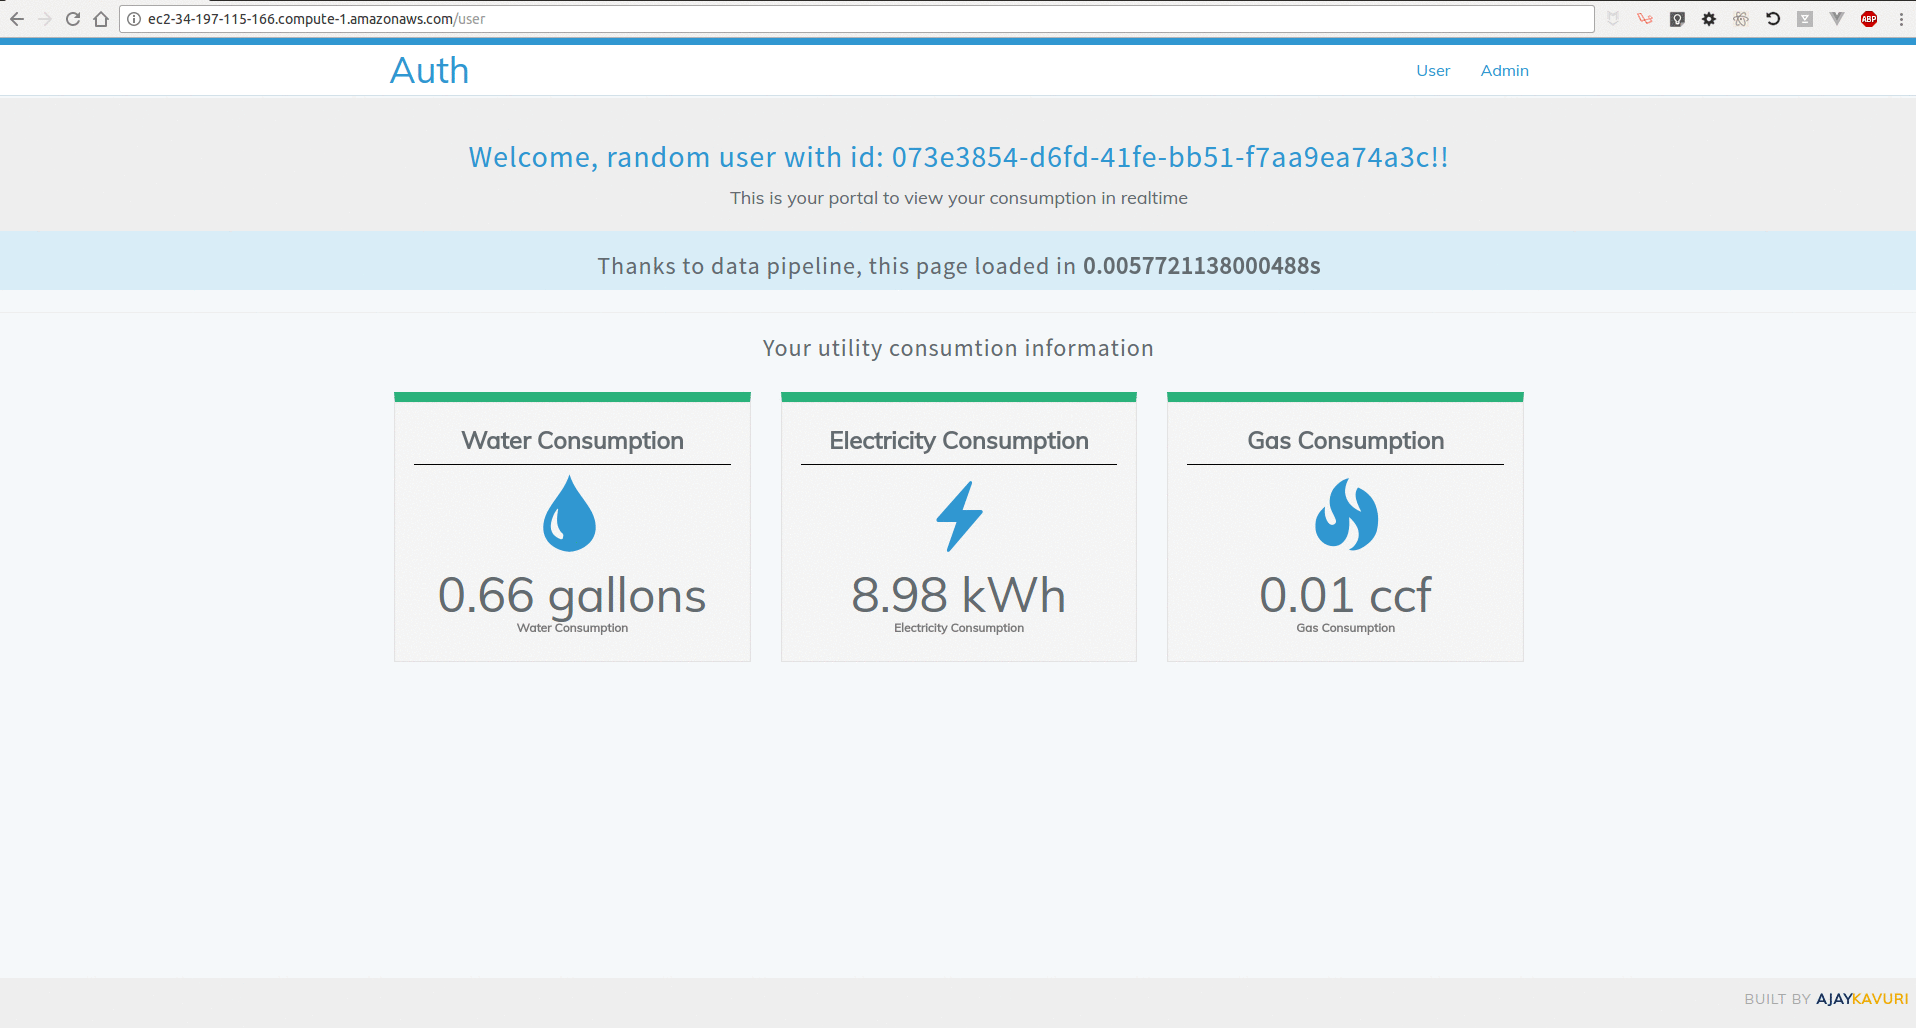 ec2-34-197-115-166.compute-1.amazonaws.com/user
ABP
Auth
User Admin
Welcome, random user with id: 073e3854-d6fd-41fe-bb51-f7aa9ea74a3c!!
This is your portal to view your consumption in realtime
Thanks to data pipeline, this page loaded in 0.0057721138000488s
Your utility consumtion information
Water Consumption
0.66 gallons
Water Consumption
Electricity Consumption
8.98 kWh
Electricity Consumption
Gas Consumption
0.01 ccf
Gas Consumption
BUILT BY AJAYKAVURI